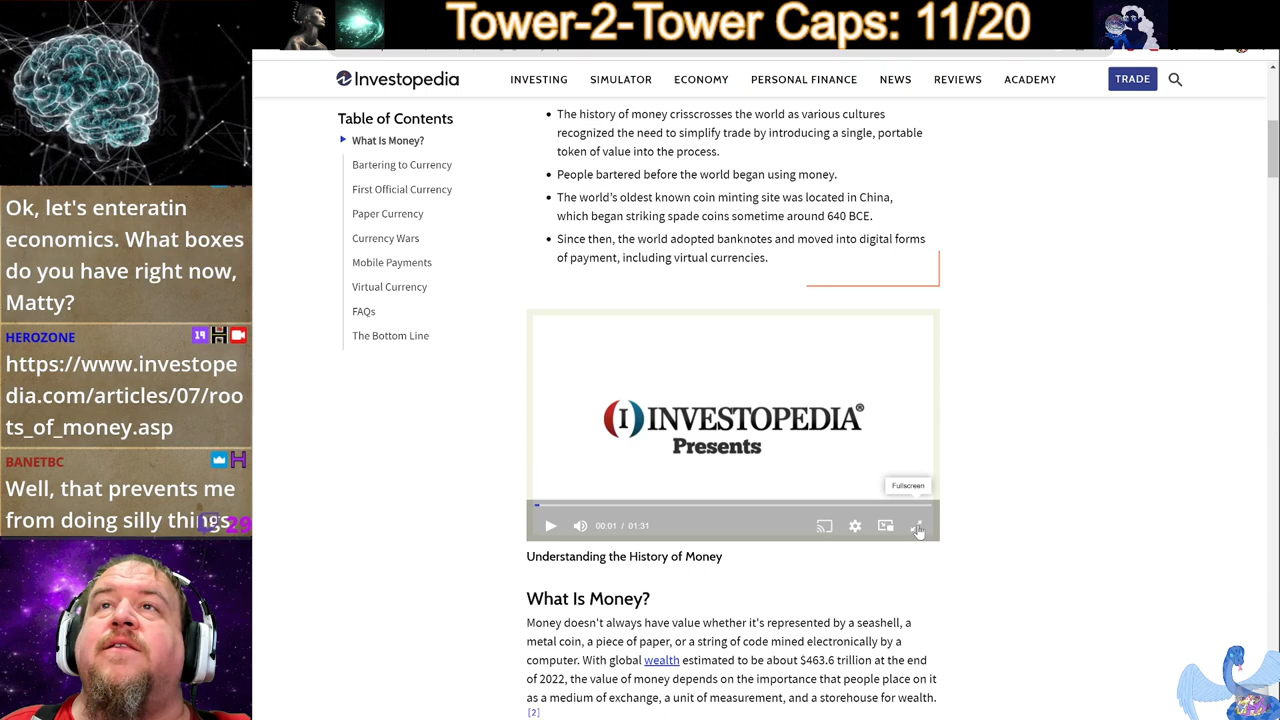 Tower-2-Tower Caps: 11/20
Investopedia
INVESTING
SIMULATOR
ECONOMY
PERSONAL FINANCE
NEWS
REVIEWS
ACADEMY
TRADE
Ok, let's enteratin
economics. What boxes
do you have right now,
Matty?
HEROZONE
19
https://www.investope
dia.com/articles/07/roo
ts_of_money.asp
BANETBC
Well, that prevents me
from doing silly things.
29
Table of Contents
What Is Money?
Bartering to Currency
First Official Currency
Paper Currency
Currency Wars
Mobile Payments
Virtual Currency
FAQs
The Bottom Line
• The history of money crisscrosses the world as various cultures
recognized the need to simplify trade by introducing a single, portable
token of value into the process.
• People bartered before the world began using money.
• The world's oldest known coin minting site was located in China,
which began striking spade coins sometime around 640 BCE.
• Since then, the world adopted banknotes and moved into digital forms
of payment, including virtual currencies.
INVESTOPEDIA®
Presents
Fullscreen
00:01 / 01:31
Understanding the History of Money
What Is Money?
Money doesn't always have value whether it's represented by a seashell, a
metal coin, a piece of paper, or a string of code mined electronically by a
computer. With global wealth estimated to be about $463.6 trillion at the end
of 2022, the value of money depends on the importance that people place on it
as a medium of exchange, a unit of measurement, and a storehouse for wealth.
[2]